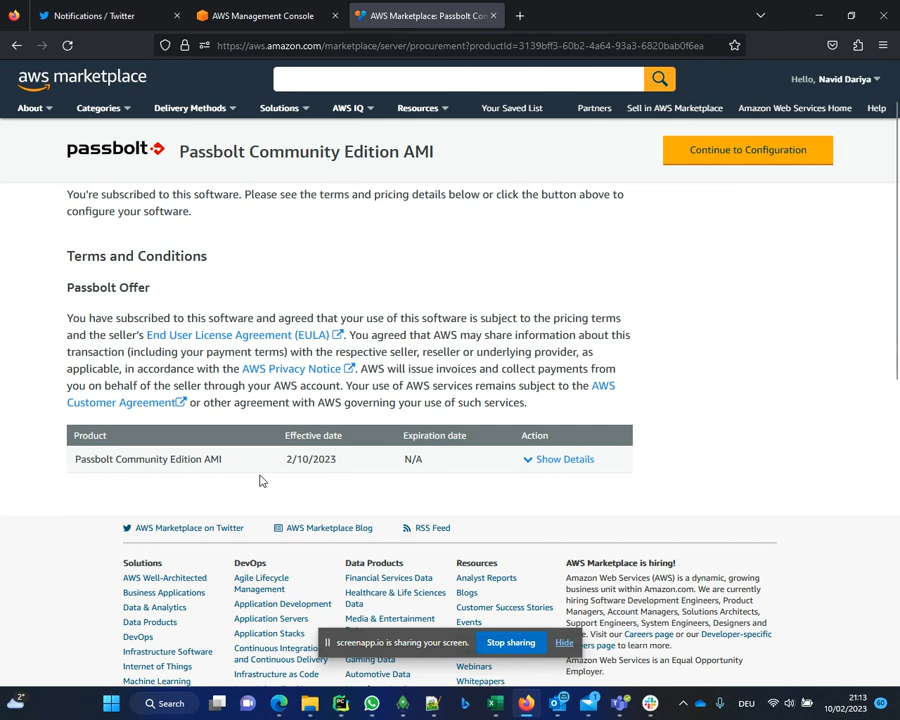 Notifications / Twitter
AWS Management Console
AWS Marketplace: Passbolt Con
https://aws.amazon.com/marketplace/server/procurement?productId=3139bff3-60b2-4a64-93a3-6820bab0f6ea
aws marketplace
Hello, Navid Dariya
About Categories Delivery Methods Solutions AWS IQ Resources Your Saved List Partners Sell in AWS Marketplace Amazon Web Services Home Help
passbolt Passbolt Community Edition AMI Continue to Configuration
You're subscribed to this software. Please see the terms and pricing details below or click the button above to
configure your software.
Terms and Conditions
Passbolt Offer
You have subscribed to this software and agreed that your use of this software is subject to the pricing terms
and the seller's End User License Agreement (EULA). You agreed that AWS may share information about this
transaction (including your payment terms) with the respective seller, reseller or underlying provider, as
applicable, in accordance with the AWS Privacy Notice. AWS will issue invoices and collect payments from
you on behalf of the seller through your AWS account. Your use of AWS services remains subject to the AWS
Customer Agreement or other agreement with AWS governing your use of such services.
Product Effective date Expiration date Action
Passbolt Community Edition AMI 2/10/2023 N/A Show Details
AWS Marketplace on Twitter AWS Marketplace Blog RSS Feed
Solutions
AWS Well-Architected
Business Applications
Data & Analytics
Data Products
DevOps
Infrastructure Software
Internet of Things
Machine Learning
DevOps
Agile Lifecycle
Management
Application Development
Application Servers
Application Stacks
Continuous Integration
and Continuous Delivery
Infrastructure as Code
Data Products
Financial Services Data
Healthcare & Life Sciences
Data
Media & Entertainment
Gaming Data
Automotive Data
Resources
Analyst Reports
Blogs
Customer Success Stories
Events
Webinars
Whitepapers
AWS Marketplace is hiring!
Amazon Web Services (AWS) is a dynamic, growing
business unit within Amazon.com. We are currently
hiring Software Development Engineers, Product
Managers, Account Managers, Solutions Architects,
Support Engineers, System Engineers, Designers and
more. Visit our Careers page or our Developer-specific
page to learn more.
Amazon Web Services is an Equal Opportunity
Employer.
screenapp.io is sharing your screen. Stop sharing Hide
2°
Search
DEU
21:13
10/02/2023
60